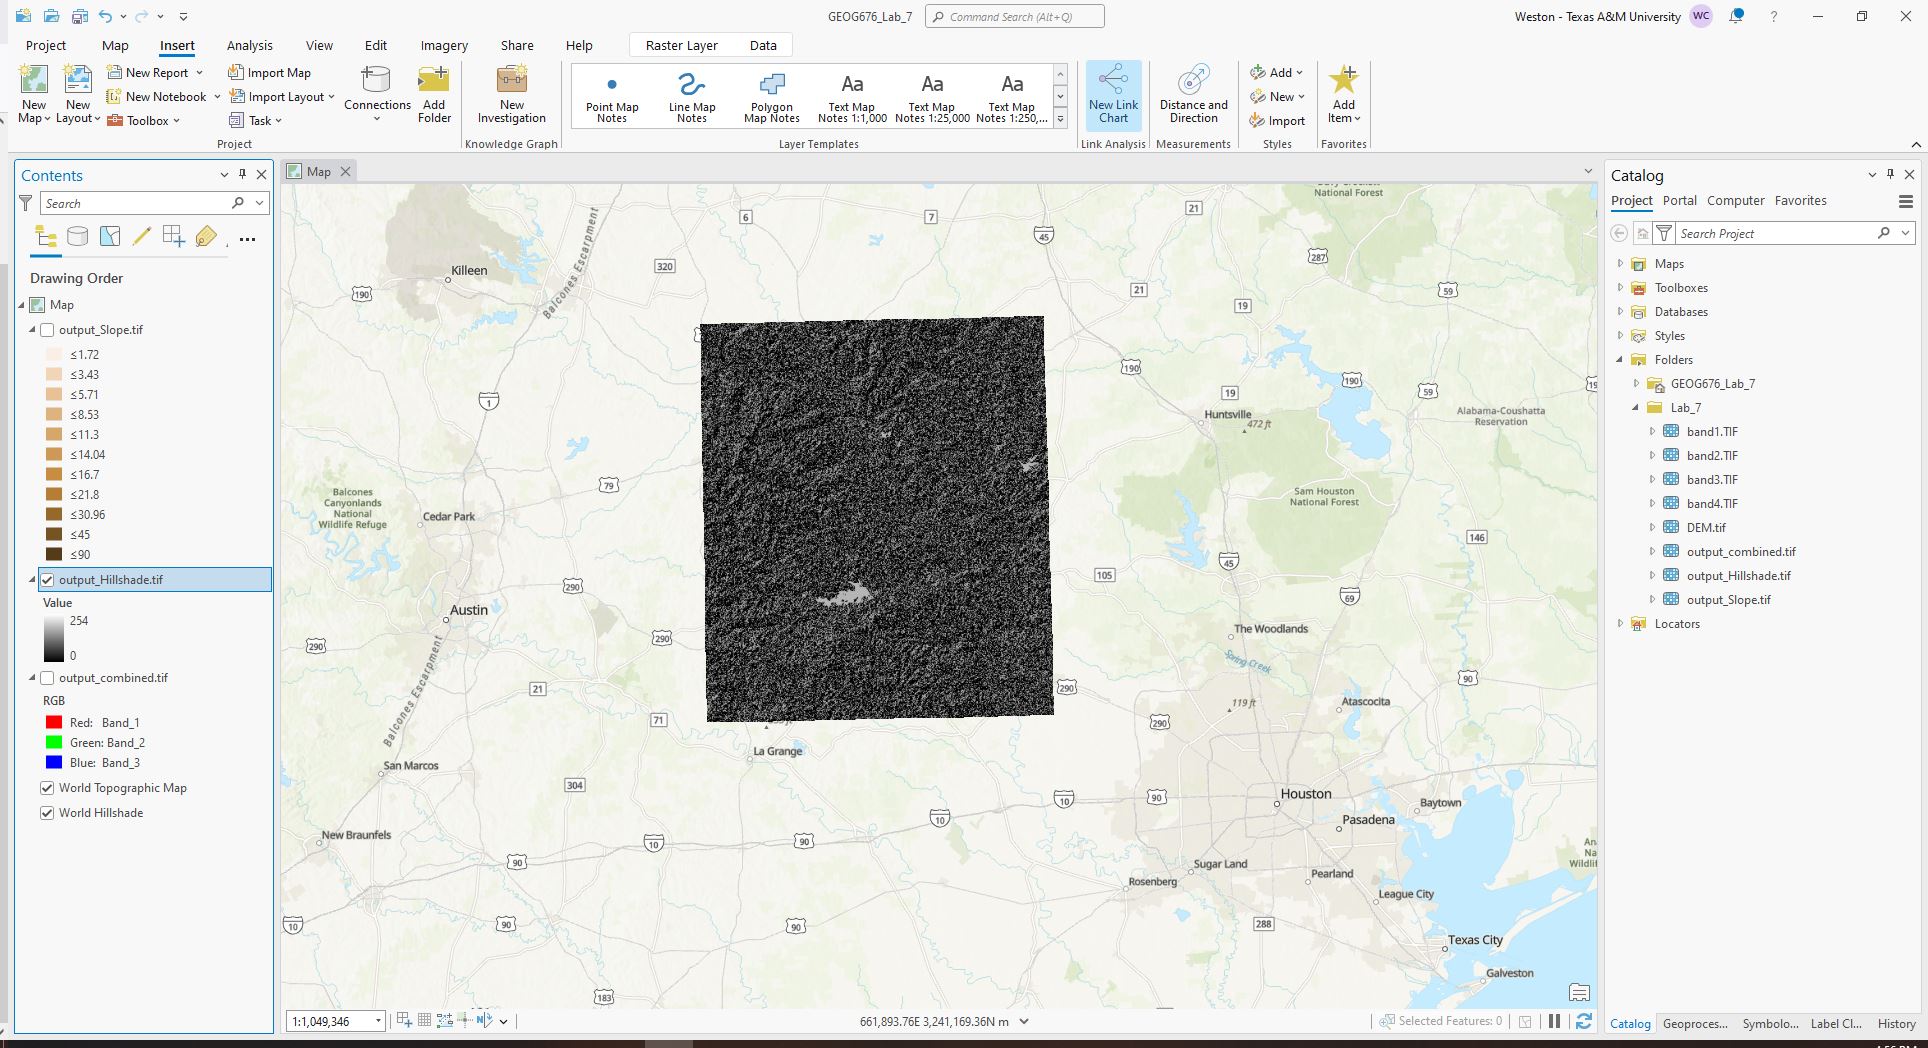 GEOG676_Lab_7
Command Search (Alt+Q)
Weston - Texas A&M University
WC
?
Project
Map
Insert
Analysis
View
Edit
Imagery
Share
Help
Raster Layer
Data
New Map
New Layout
New Report
New Notebook
Toolbox
Import Map
Import Layout
Task
Connections
Add Folder
Project
New Investigation
Knowledge Graph
Point Map Notes
Line Map Notes
Polygon Map Notes
Aa
Text Map Notes 1:1,000
Aa
Text Map Notes 1:25,000
Aa
Text Map Notes 1:250,...
Layer Templates
New Link Chart
Link Analysis
Distance and Direction
Measurements
Add
New
Import
Styles
Add Item
Favorites
Contents
Search
Drawing Order
Map
output_Slope.tif
≤1.72
≤3.43
≤5.71
≤8.53
≤11.3
≤14.04
≤16.7
≤21.8
≤30.96
≤45
≤90
output_Hillshade.tif
Value
254
0
output_combined.tif
RGB
Red: Band_1
Green: Band_2
Blue: Band_3
World Topographic Map
World Hillshade
Map
National Forest
6
7
21
45
287
59
320
Killeen
190
Balcones Escarpment
21
19
190
190
59
19
1
19
Huntsville
472 ft
Alabama-Coushatta
Reservation
79
Balcones
Canyonlands
National
Wildlife Refuge
Cedar Park
Sam Houston
National Forest
146
45
105
290
69
Austin
290
290
290
The Woodlands
Spring Creek
Balcones Escarpment
21
290
90
71
119 ft
Atascocita
290
La Grange
San Marcos
304
10
90
Houston
Baytown
10
Pasadena
New Braunfels
10
90
90
Sugar Land
Pearland
Rosenberg
League City
10
90
90
288
Texas City
Galveston
183
1:1,049,346
661,893.76E 3,241,169.36N m
Selected Features: 0
Catalog
Project
Portal
Computer
Favorites
Search Project
Maps
Toolboxes
Databases
Styles
Folders
GEOG676_Lab_7
Lab_7
band1.TIF
band2.TIF
band3.TIF
band4.TIF
DEM.tif
output_combined.tif
output_Hillshade.tif
output_Slope.tif
Locators
Catalog
Geoproces...
Symbolo...
Label Cl...
History